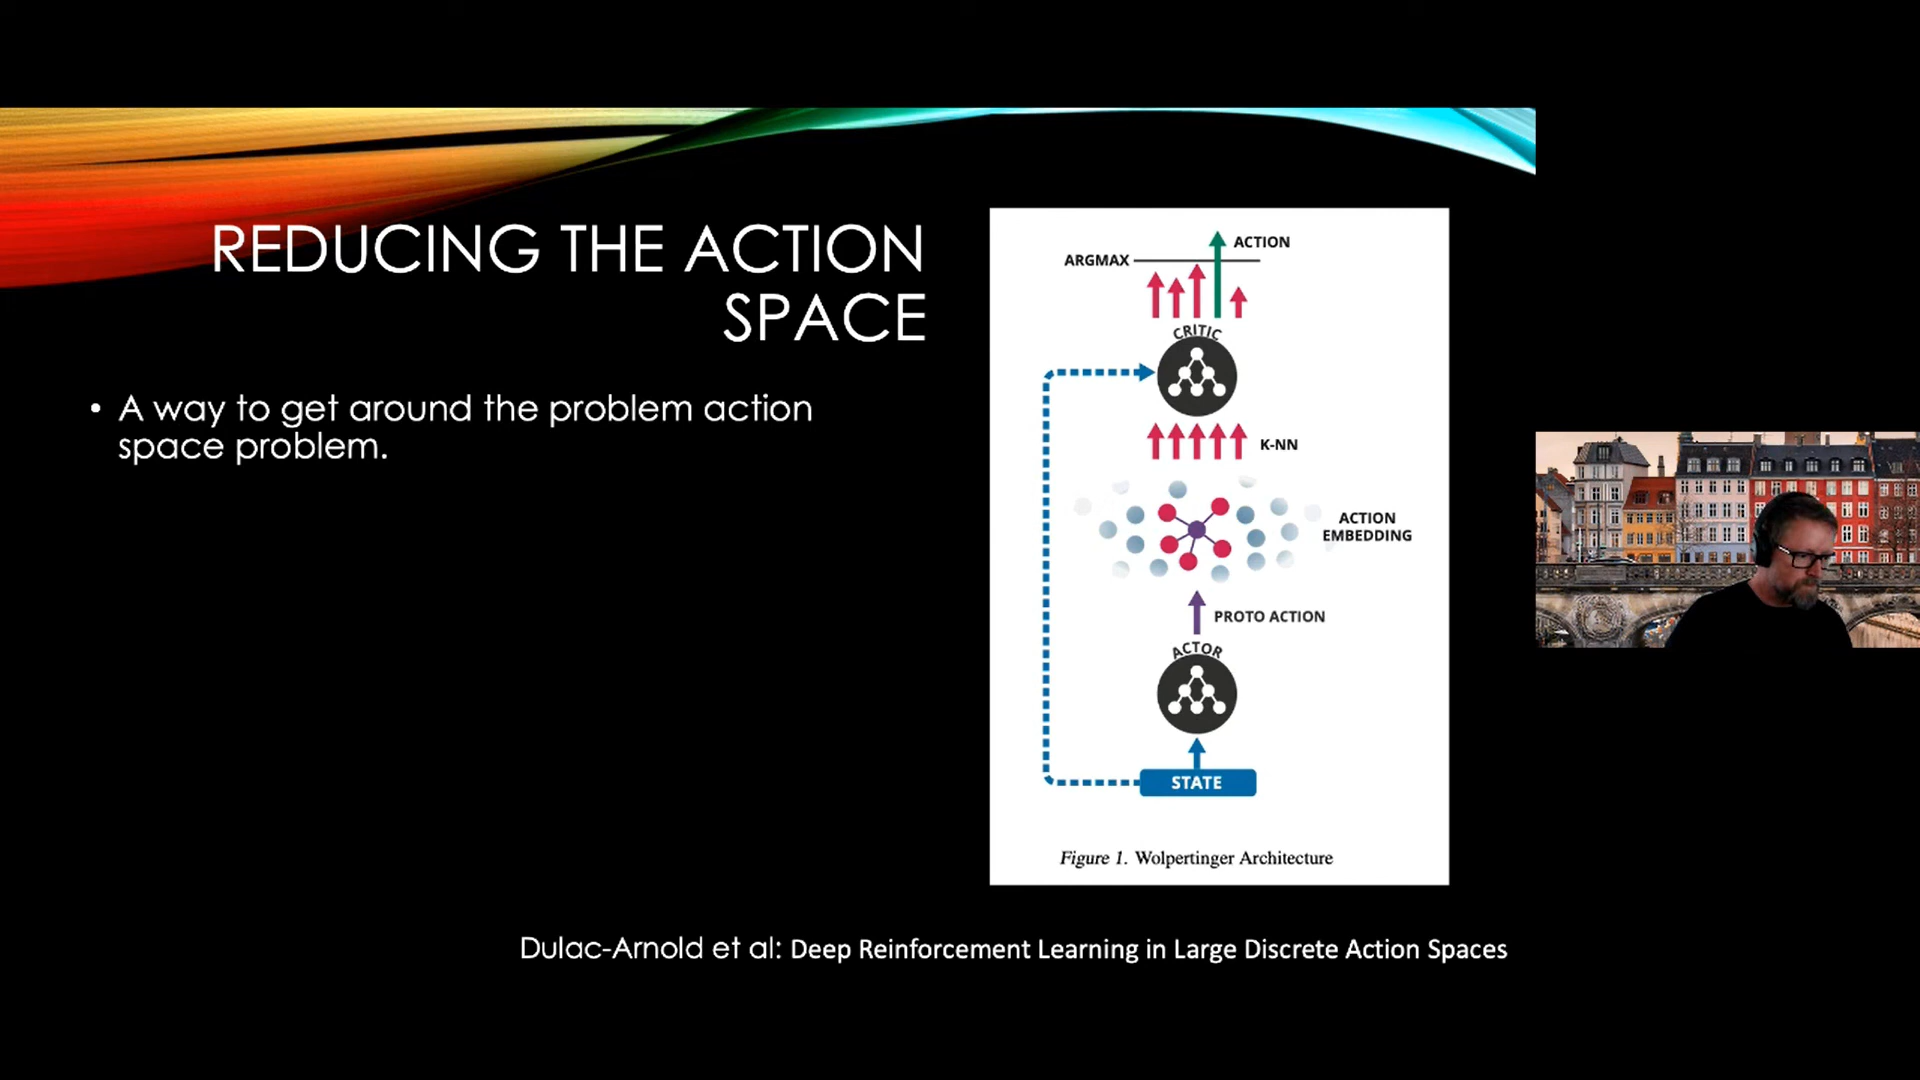 REDUCING THE ACTION
SPACE
• A way to get around the problem action
space problem.
ACTION
ARGMAX
CRITIC
K-NN
ACTION
EMBEDDING
PROTO ACTION
ACTOR
STATE
Figure 1. Wolpertinger Architecture
Dulac-Arnold et al: Deep Reinforcement Learning in Large Discrete Action Spaces